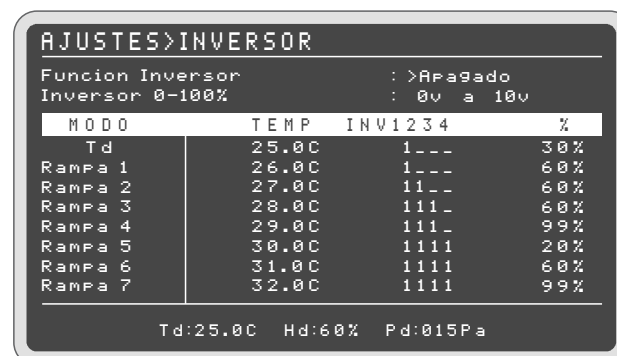 AJUSTES>INVERSOR
Funcion Inversor : >Apagado
Inversor 0-100% : 0v a 10v
MODO TEMP INV1234 %
Td 25.0C 1___ 30%
Rampa 1 26.0C 1___ 60%
Rampa 2 27.0C 11__ 60%
Rampa 3 28.0C 111_ 60%
Rampa 4 29.0C 111_ 99%
Rampa 5 30.0C 1111 20%
Rampa 6 31.0C 1111 60%
Rampa 7 32.0C 1111 99%
Td:25.0C Hd:60% Pd:015Pa